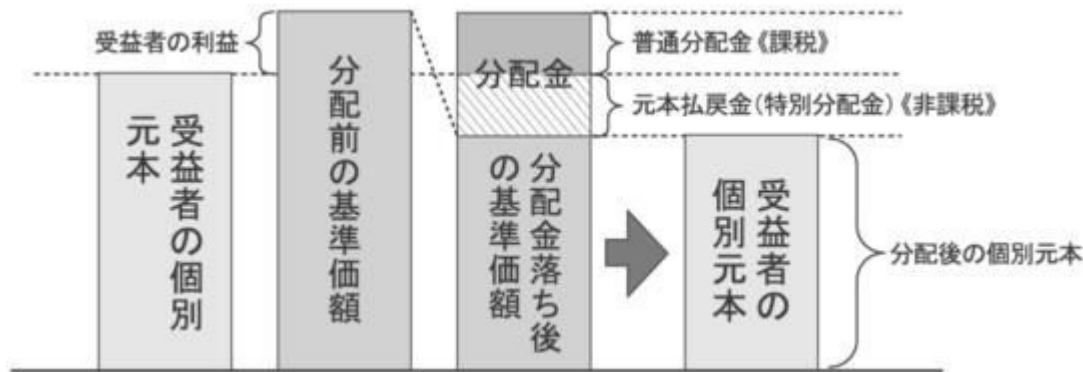 受益者の利益
受益者の個別
元本
分配前の基準価額
分配金
分配金落ち後
の基準価額
普通分配金《課税》
元本払戻金(特別分配金)《非課税》
受益者の
個別元本
分配後の個別元本